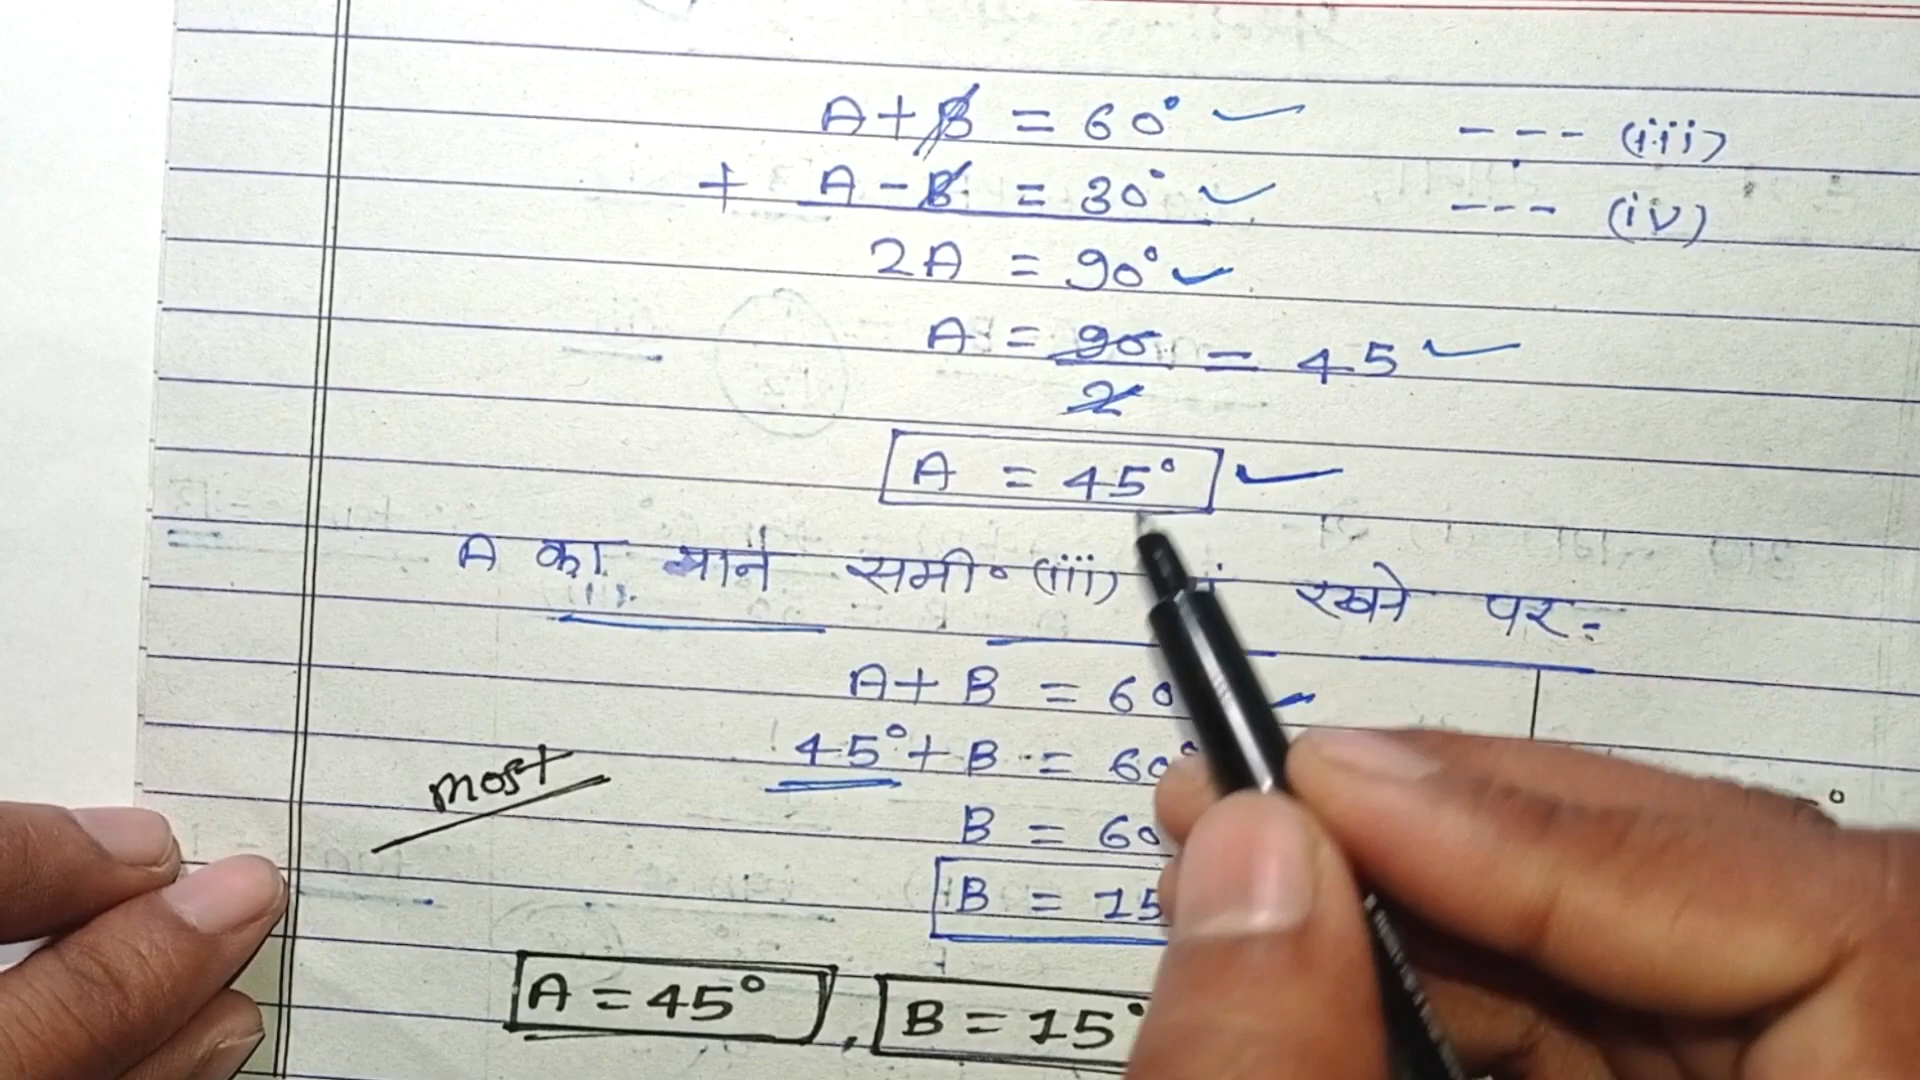 A + B = 60° --- (iii)
+ A - B = 30° --- (iv)
2A = 90°
A = 90/2 = 45
A = 45°
A का मान समी॰ (iii) रखने पर:-
A + B = 60
45° + B = 60°
B = 60
B = 15
most
A = 45° , B = 15°